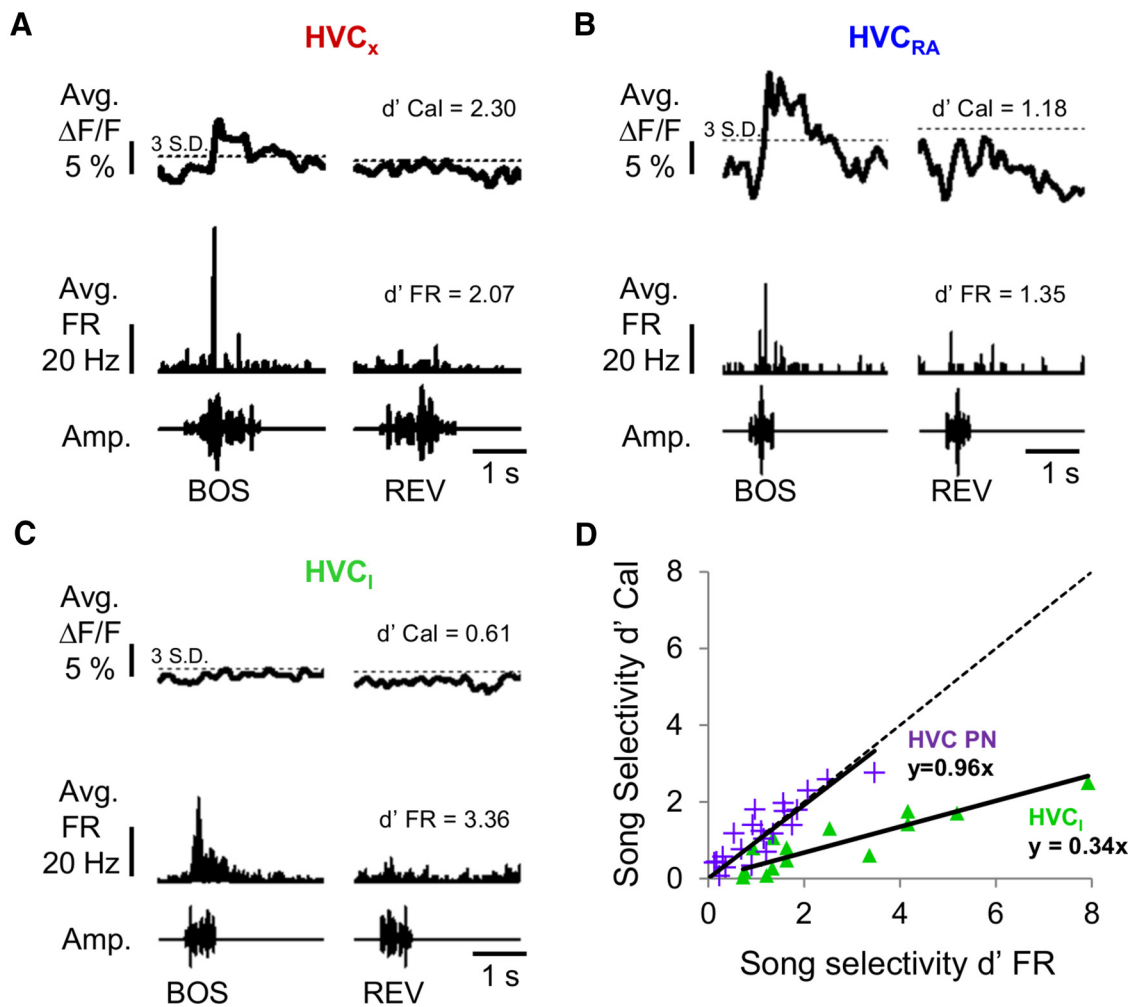 A
HVCx
Avg.
ΔF/F
5 %
3 S.D.
d' Cal = 2.30
Avg.
FR
20 Hz
d' FR = 2.07
Amp.
BOS
REV
1 s
B
HVCRA
Avg.
ΔF/F
5 %
3 S.D.
d' Cal = 1.18
Avg.
FR
20 Hz
d' FR = 1.35
Amp.
BOS
REV
1 s
C
HVCI
Avg.
ΔF/F
5 %
3 S.D.
d' Cal = 0.61
Avg.
FR
20 Hz
d' FR = 3.36
Amp.
BOS
REV
1 s
D
Song Selectivity d' Cal
8
6
4
2
0
HVC PN
y=0.96x
HVCI
y = 0.34x
0 2 4 6 8
Song selectivity d' FR